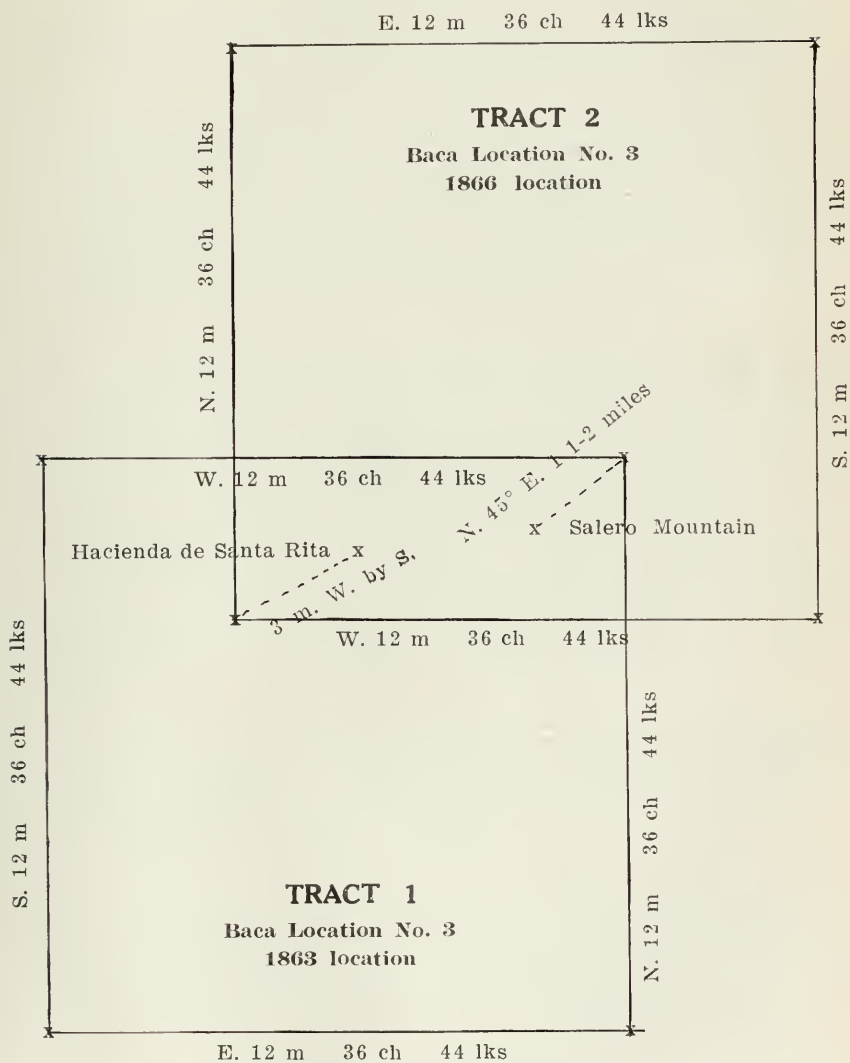 E. 12 m 36 ch 44 lks
TRACT 2
Baca Location No. 3
1866 location
N. 12 m 36 ch 44 lks
S. 12 m 36 ch 44 lks
N. 45° E. 1 1-2 miles
W. 12 m 36 ch 44 lks
Salero Mountain
Hacienda de Santa Rita
3 m. W. by S.
W. 12 m 36 ch 44 lks
S. 12 m 36 ch 44 lks
N. 12 m 36 ch 44 lks
TRACT 1
Baca Location No. 3
1863 location
E. 12 m 36 ch 44 lks